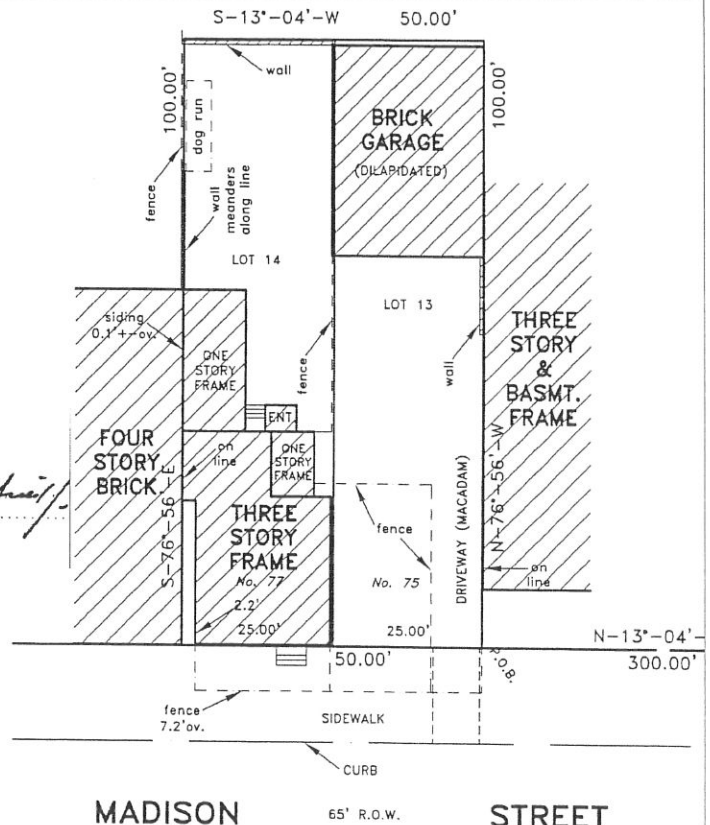 S-13°-04'-W 50.00'
wall
100.00'
100.00'
dog run
BRICK
GARAGE
(DILAPIDATED)
fence
wall
meanders
along line
LOT 14
LOT 13
siding
0.1'+-ov.
ONE
STORY
FRAME
fence
wall
THREE
STORY
&
BASMT.
FRAME
ENT.
FOUR
STORY
BRICK
on
line
ONE
STORY
FRAME
S-76°-56'-E
N-76°-56'-W
THREE
STORY
FRAME
No. 77
fence
No. 75
DRIVEWAY (MACADAM)
on
line
2.2'
25.00'
25.00'
N-13°-04'-
50.00'
P.O.B.
300.00'
fence
7.2'ov.
SIDEWALK
CURB
MADISON 65' R.O.W. STREET